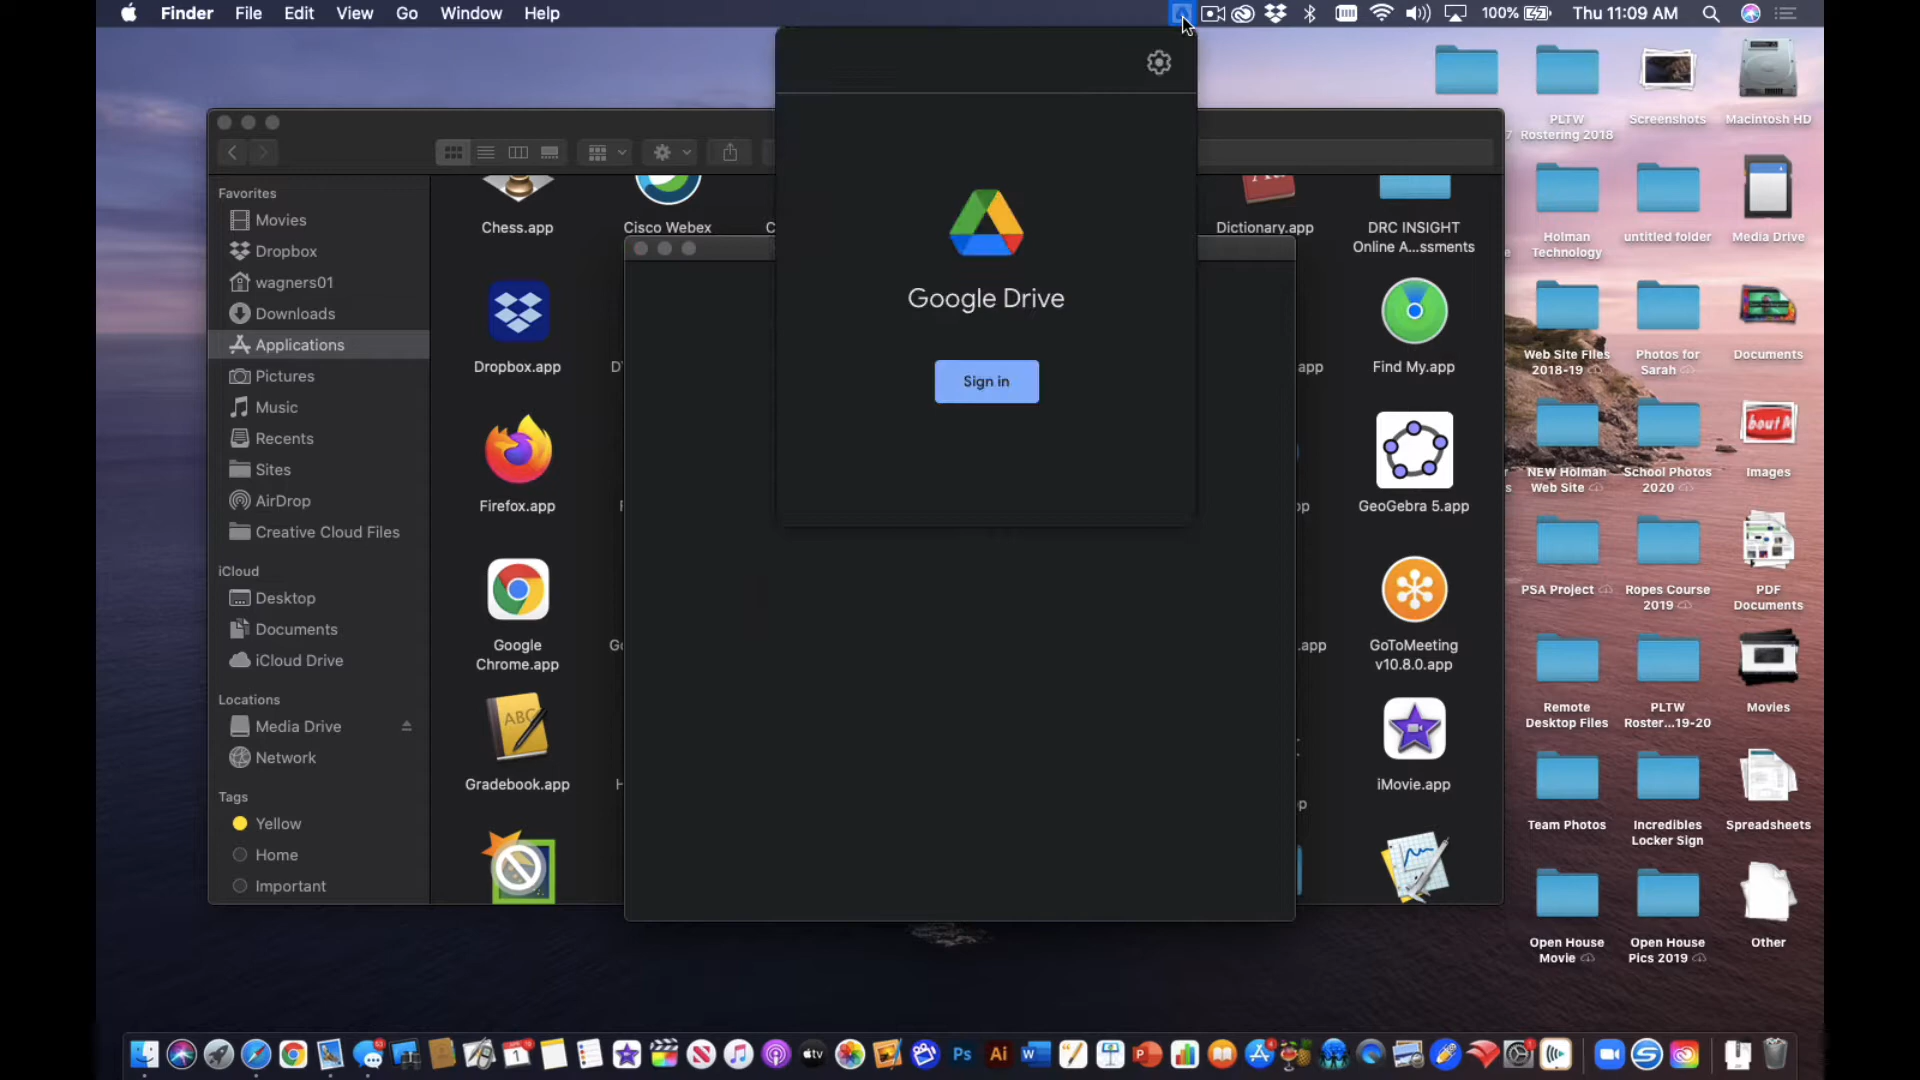 Finder File Edit View Go Window Help 100% Thu 11:09 AM
Favorites
Movies
Dropbox
wagners01
Downloads
Applications
Pictures
Music
Recents
Sites
AirDrop
Creative Cloud Files
iCloud
Desktop
Documents
iCloud Drive
Locations
Media Drive
Network
Tags
Yellow
Home
Important
Chess.app
Cisco Webex
Dictionary.app
DRC INSIGHT
Online A...ssments
Dropbox.app
Find My.app
Firefox.app
GeoGebra 5.app
Google
Chrome.app
GoToMeeting
v10.8.0.app
Gradebook.app
iMovie.app
Google Drive
Sign in
PLTW
Rostering 2018
Screenshots
Macintosh HD
Holman
Technology
untitled folder
Media Drive
Web Site Files
2018-19
Photos for
Sarah
Documents
NEW Holman
Web Site
School Photos
2020
Images
PSA Project
Ropes Course
2019
PDF
Documents
Remote
Desktop Files
PLTW
Roster...19-20
Movies
Team Photos
Incredibles
Locker Sign
Spreadsheets
Open House
Movie
Open House
Pics 2019
Other